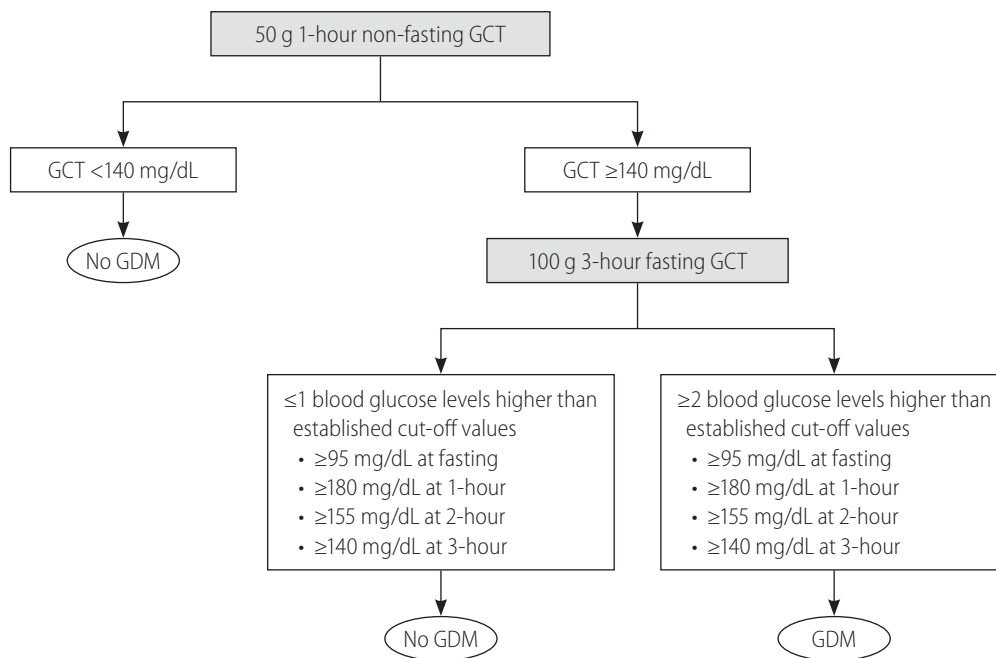 50 g 1-hour non-fasting GCT
GCT <140 mg/dL
GCT ≥140 mg/dL
No GDM
100 g 3-hour fasting GCT
≤1 blood glucose levels higher than
established cut-off values
• ≥95 mg/dL at fasting
• ≥180 mg/dL at 1-hour
• ≥155 mg/dL at 2-hour
• ≥140 mg/dL at 3-hour
≥2 blood glucose levels higher than
established cut-off values
• ≥95 mg/dL at fasting
• ≥180 mg/dL at 1-hour
• ≥155 mg/dL at 2-hour
• ≥140 mg/dL at 3-hour
No GDM
GDM